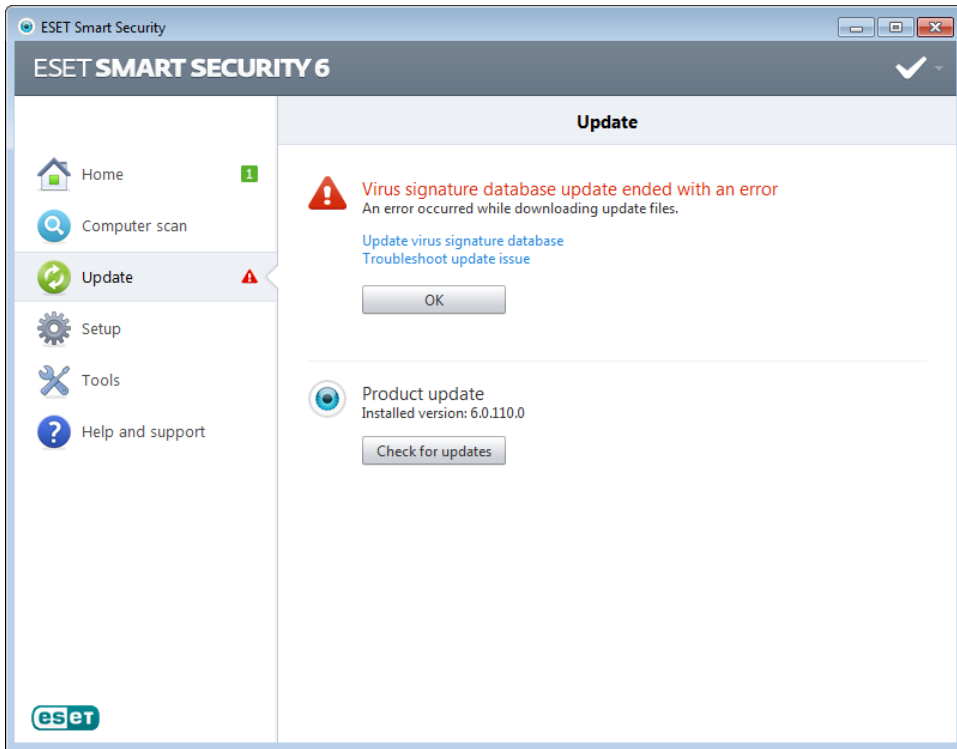 ESET Smart Security
ESET SMART SECURITY 6
Update
Home 1
Computer scan
Update
Setup
Tools
Help and support
Virus signature database update ended with an error
An error occurred while downloading update files.
Update virus signature database
Troubleshoot update issue
OK
Product update
Installed version: 6.0.110.0
Check for updates
eset